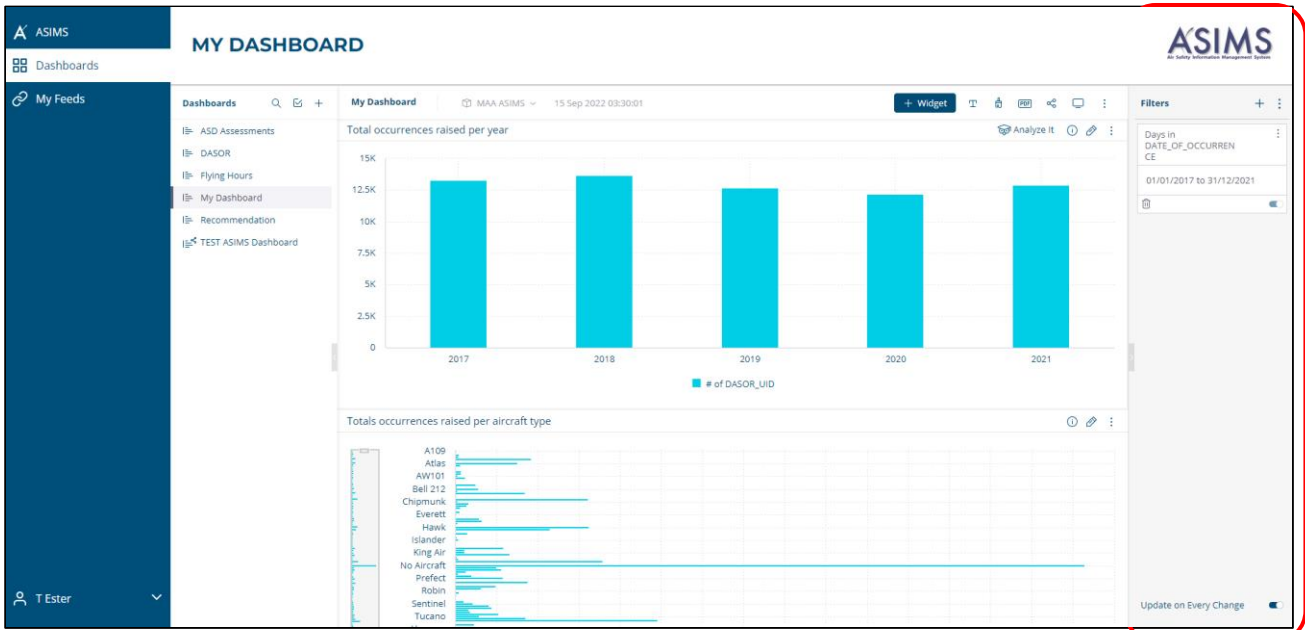 ASIMS
Dashboards
My Feeds
T Ester
MY DASHBOARD
ASIMS
Air Safety Information Management System
Dashboards
ASD Assessments
DASOR
Flying Hours
My Dashboard
Recommendation
TEST ASIMS Dashboard
My Dashboard
MAA ASIMS
15 Sep 2022 03:30:01
+ Widget
PDF
Total occurrences raised per year
Analyze It
15K
12.5K
10K
7.5K
5K
2.5K
0
2017 2018 2019 2020 2021
# of DASOR_UID
Totals occurrences raised per aircraft type
A109
Atlas
AW101
Bell 212
Chipmunk
Everett
Hawk
Islander
King Air
No Aircraft
Prefect
Robin
Sentinel
Tucano
Filters
Days in
DATE_OF_OCCURREN
CE
01/01/2017 to 31/12/2021
Update on Every Change